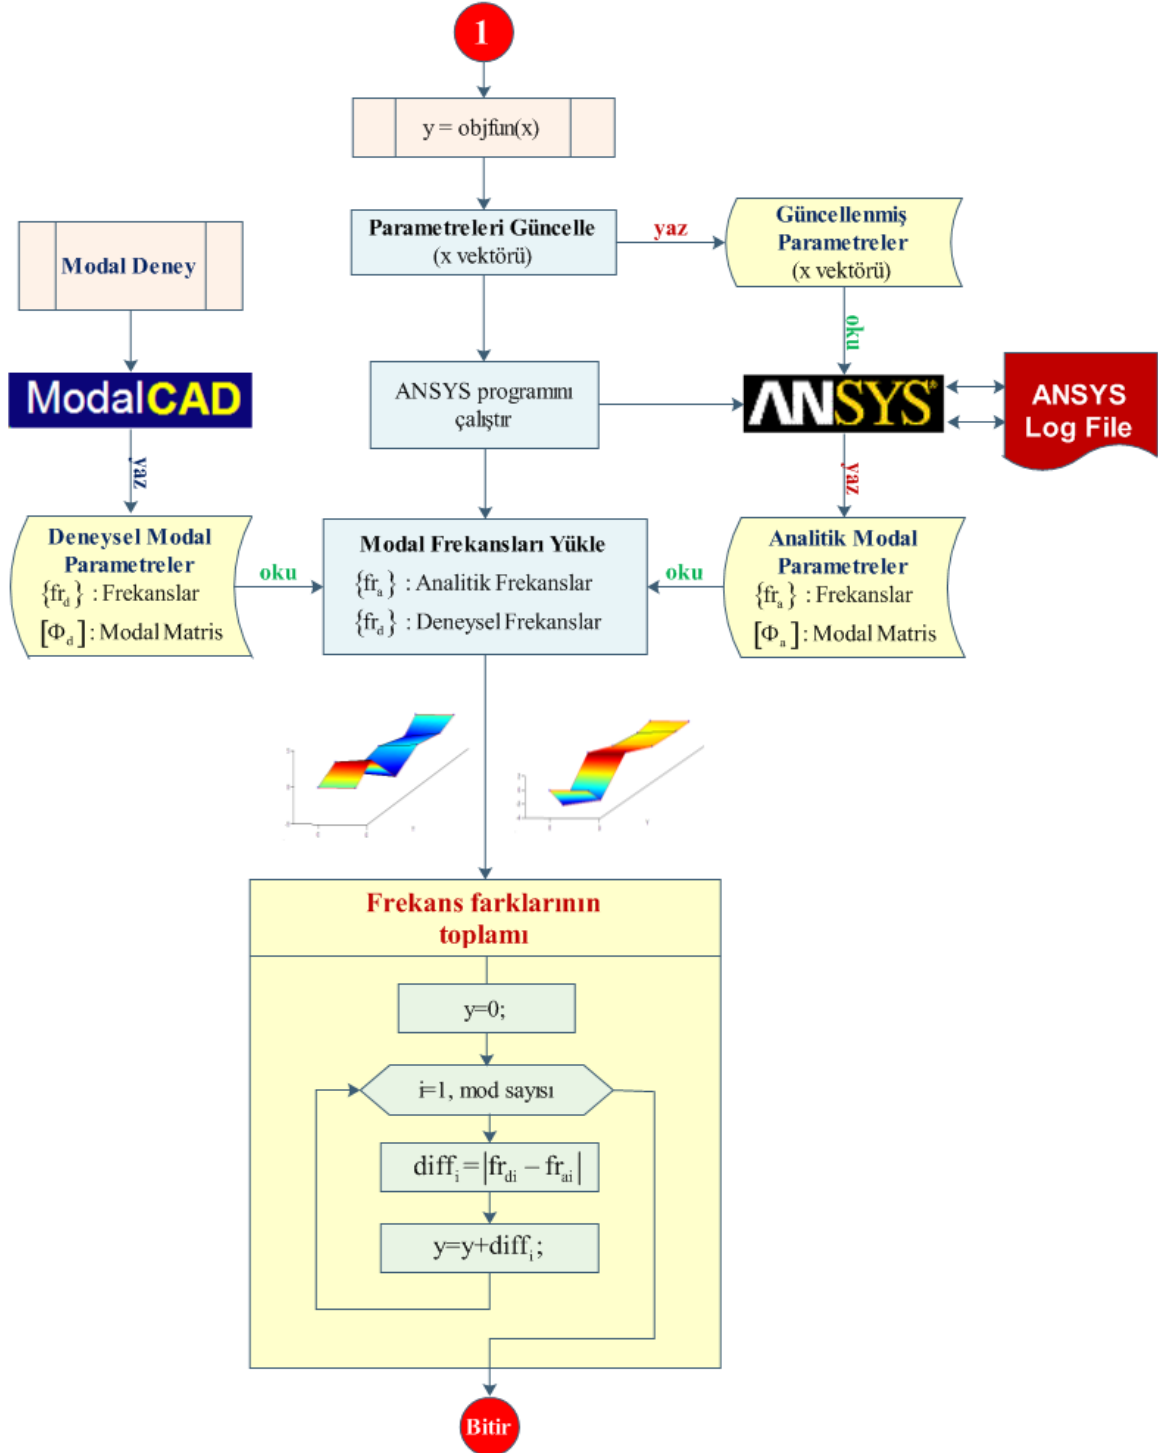 1
y = objfun(x)
Parametreleri Güncelle
(x vektörü)
yaz
Güncellenmiş
Parametreler
(x vektörü)
Modal Deney
oku
ModalCAD
ANSYS programını
çalıştır
ANSYS®
ANSYS
Log File
yaz
yaz
Deneysel Modal
Parametreler
{fr_d} : Frekanslar
[Φ_d] : Modal Matris
oku
Modal Frekansları Yükle
{fr_a} : Analitik Frekanslar
{fr_d} : Deneysel Frekanslar
oku
Analitik Modal
Parametreler
{fr_a} : Frekanslar
[Φ_a] : Modal Matris
Frekans farklarının
toplamı
y=0;
i=1, mod sayısı
diff_i = |fr_di − fr_ai|
y=y+diff_i;
Bitir